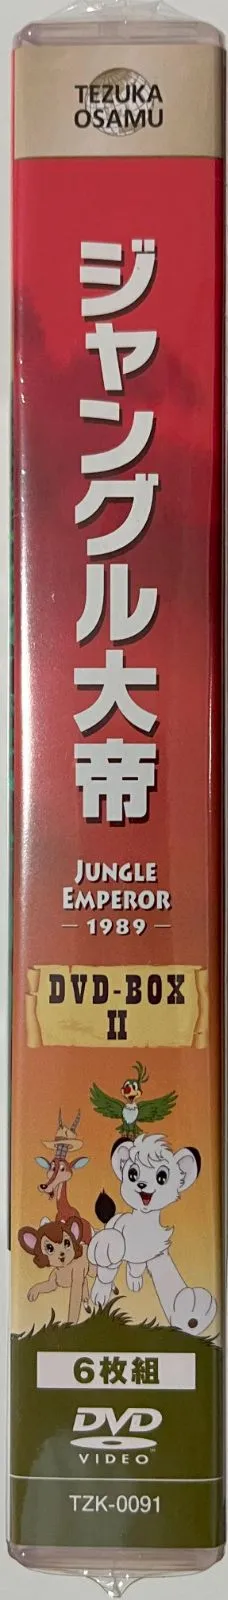 TEZUKA
OSAMU
ジャングル大帝
JUNGLE
EMPEROR
— 1989 —
DVD-BOX
II
6枚組
DVD
VIDEO
TZK-0091